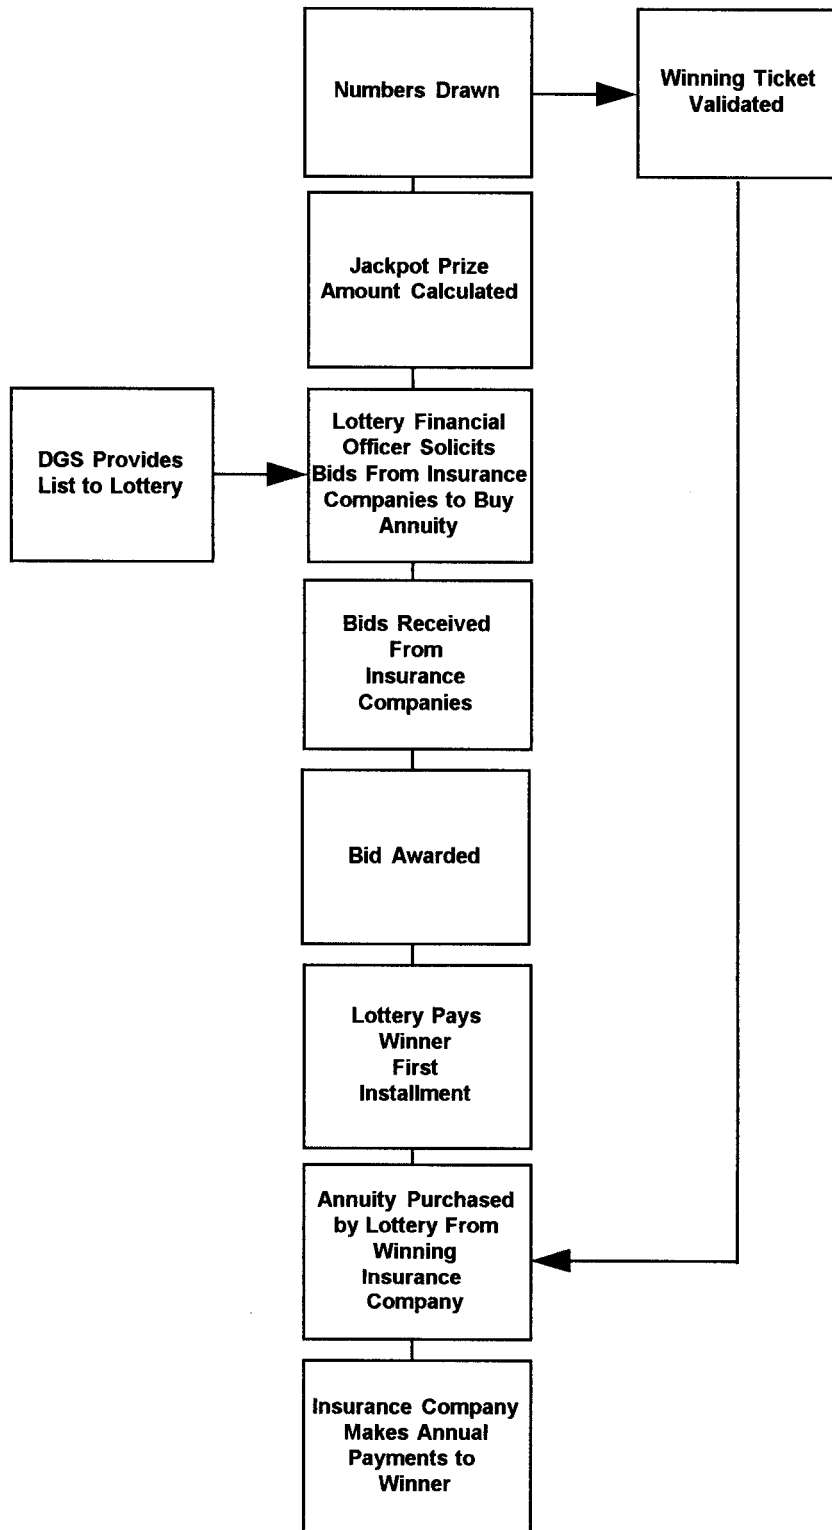 Numbers Drawn
Winning Ticket
Validated
Jackpot Prize
Amount Calculated
DGS Provides
List to Lottery
Lottery Financial
Officer Solicits
Bids From Insurance
Companies to Buy
Annuity
Bids Received
From
Insurance
Companies
Bid Awarded
Lottery Pays
Winner
First
Installment
Annuity Purchased
by Lottery From
Winning
Insurance
Company
Insurance Company
Makes Annual
Payments to
Winner